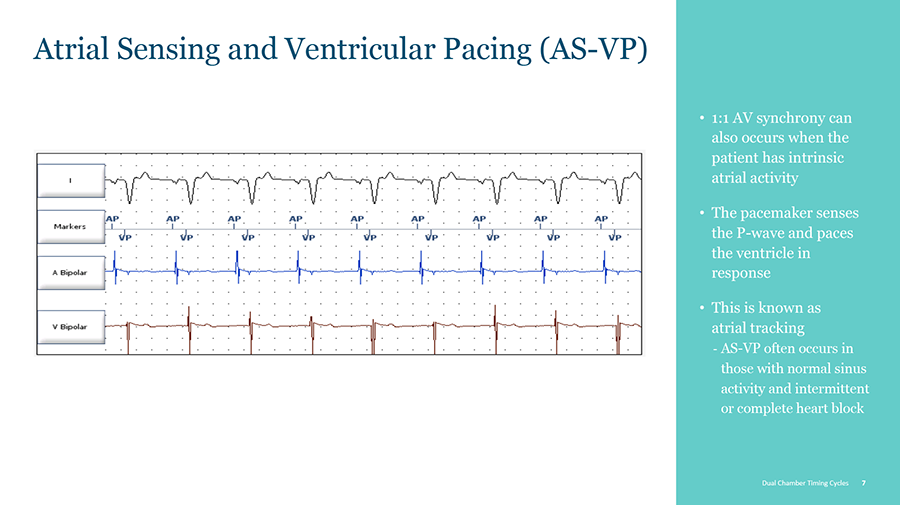 Atrial Sensing and Ventricular Pacing (AS-VP)
I
Markers
AP AP AP AP AP AP AP AP AP
VP VP VP VP VP VP VP VP VP
A Bipolar
V Bipolar
• 1:1 AV synchrony can
also occurs when the
patient has intrinsic
atrial activity
• The pacemaker senses
the P-wave and paces
the ventricle in
response
• This is known as
atrial tracking
- AS-VP often occurs in
those with normal sinus
activity and intermittent
or complete heart block
Dual Chamber Timing Cycles 7